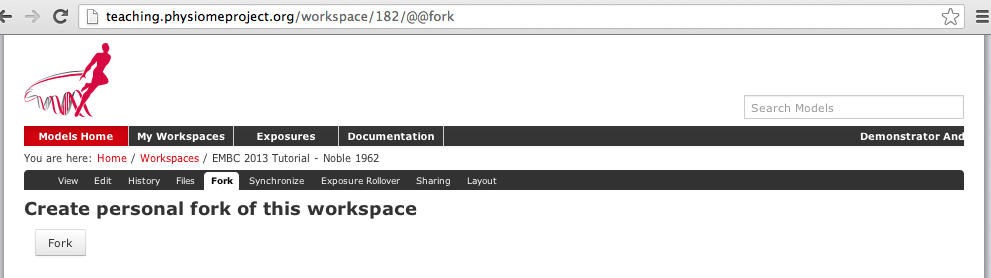 teaching.physiomeproject.org/workspace/182/@@fork
Search Models
Models Home My Workspaces Exposures Documentation Demonstrator And
You are here: Home / Workspaces / EMBC 2013 Tutorial - Noble 1962
View Edit History Files Fork Synchronize Exposure Rollover Sharing Layout
Create personal fork of this workspace
Fork